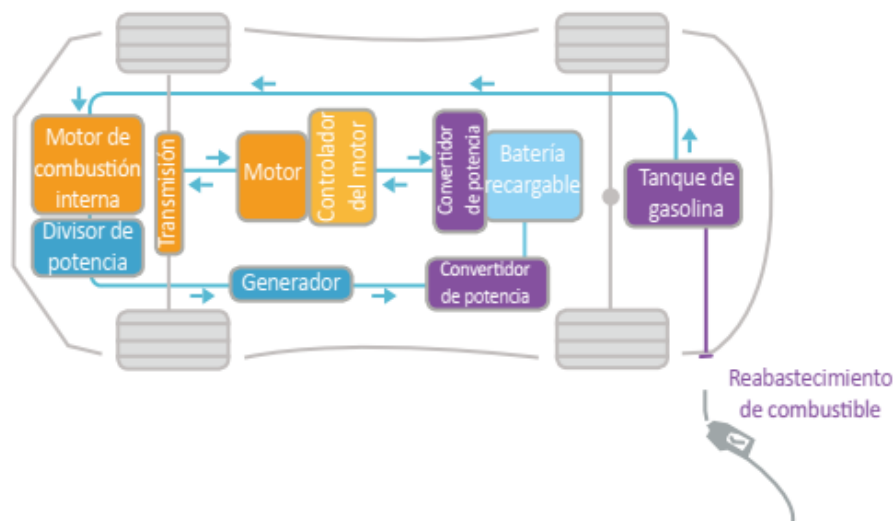 Motor de
combustión
interna
Divisor de
potencia
Transmisión
Motor
Controlador
del motor
Convertidor
de potencia
Batería
recargable
Tanque de
gasolina
Generador
Convertidor
de potencia
Reabastecimiento
de combustible